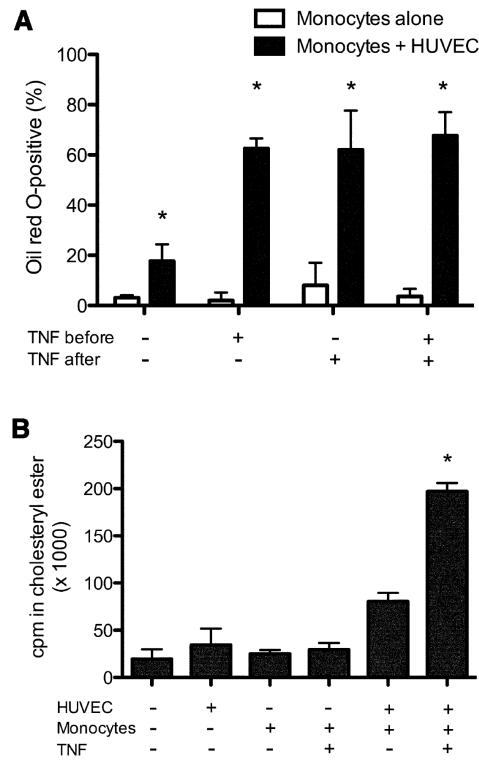 A
Monocytes alone
Monocytes + HUVEC
Oil red O-positive (%)
100
80
60
40
20
0
* * * *
TNF before - + - +
TNF after - - + +
B
cpm in cholesteryl ester
(x 1000)
250
200
150
100
50
0
*
HUVEC - + - - + +
Monocytes - - + + + +
TNF - - - + - +